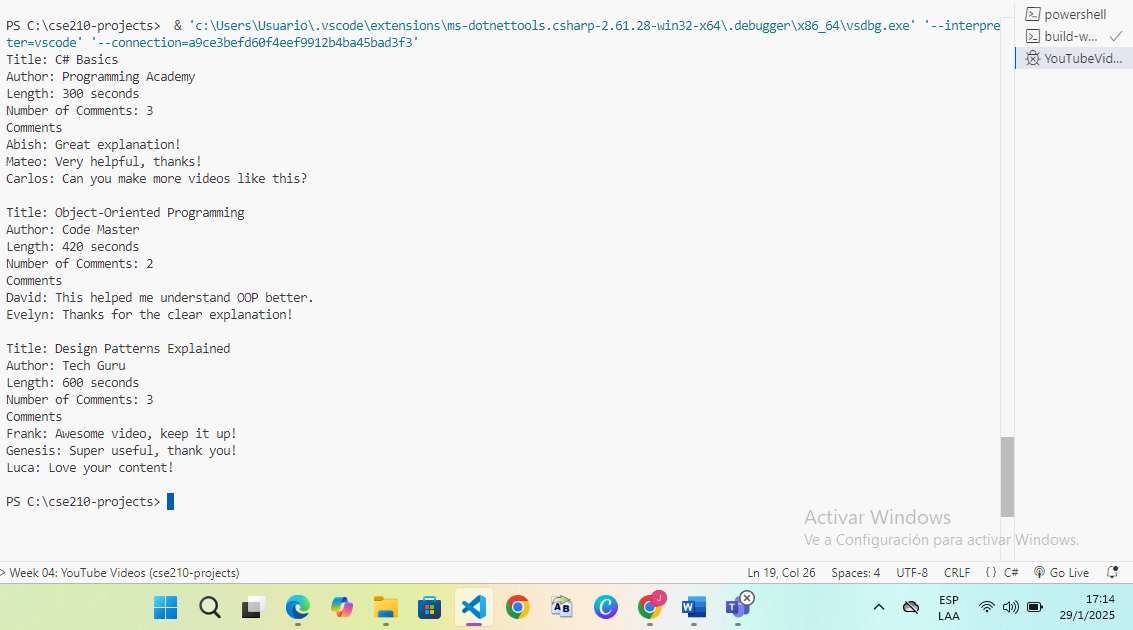 PS C:\cse210-projects>  & 'c:\Users\Usuario\.vscode\extensions\ms-dotnettools.csharp-2.61.28-win32-x64\.debugger\x86_64\vsdbg.exe' '--interpre
ter=vscode' '--connection=a9ce3befd60f4eef9912b4ba45bad3f3'
Title: C# Basics
Author: Programming Academy
Length: 300 seconds
Number of Comments: 3
Comments
Abish: Great explanation!
Mateo: Very helpful, thanks!
Carlos: Can you make more videos like this?
Title: Object-Oriented Programming
Author: Code Master
Length: 420 seconds
Number of Comments: 2
Comments
David: This helped me understand OOP better.
Evelyn: Thanks for the clear explanation!
Title: Design Patterns Explained
Author: Tech Guru
Length: 600 seconds
Number of Comments: 3
Comments
Frank: Awesome video, keep it up!
Genesis: Super useful, thank you!
Luca: Love your content!
PS C:\cse210-projects>
powershell
build-w...
YouTubeVid...
Activar Windows
Ve a Configuración para activar Windows.
Week 04: YouTube Videos (cse210-projects)
Ln 19, Col 26
Spaces: 4
UTF-8
CRLF
{ } C#
Go Live
J
ESP
LAA
17:14
29/1/2025